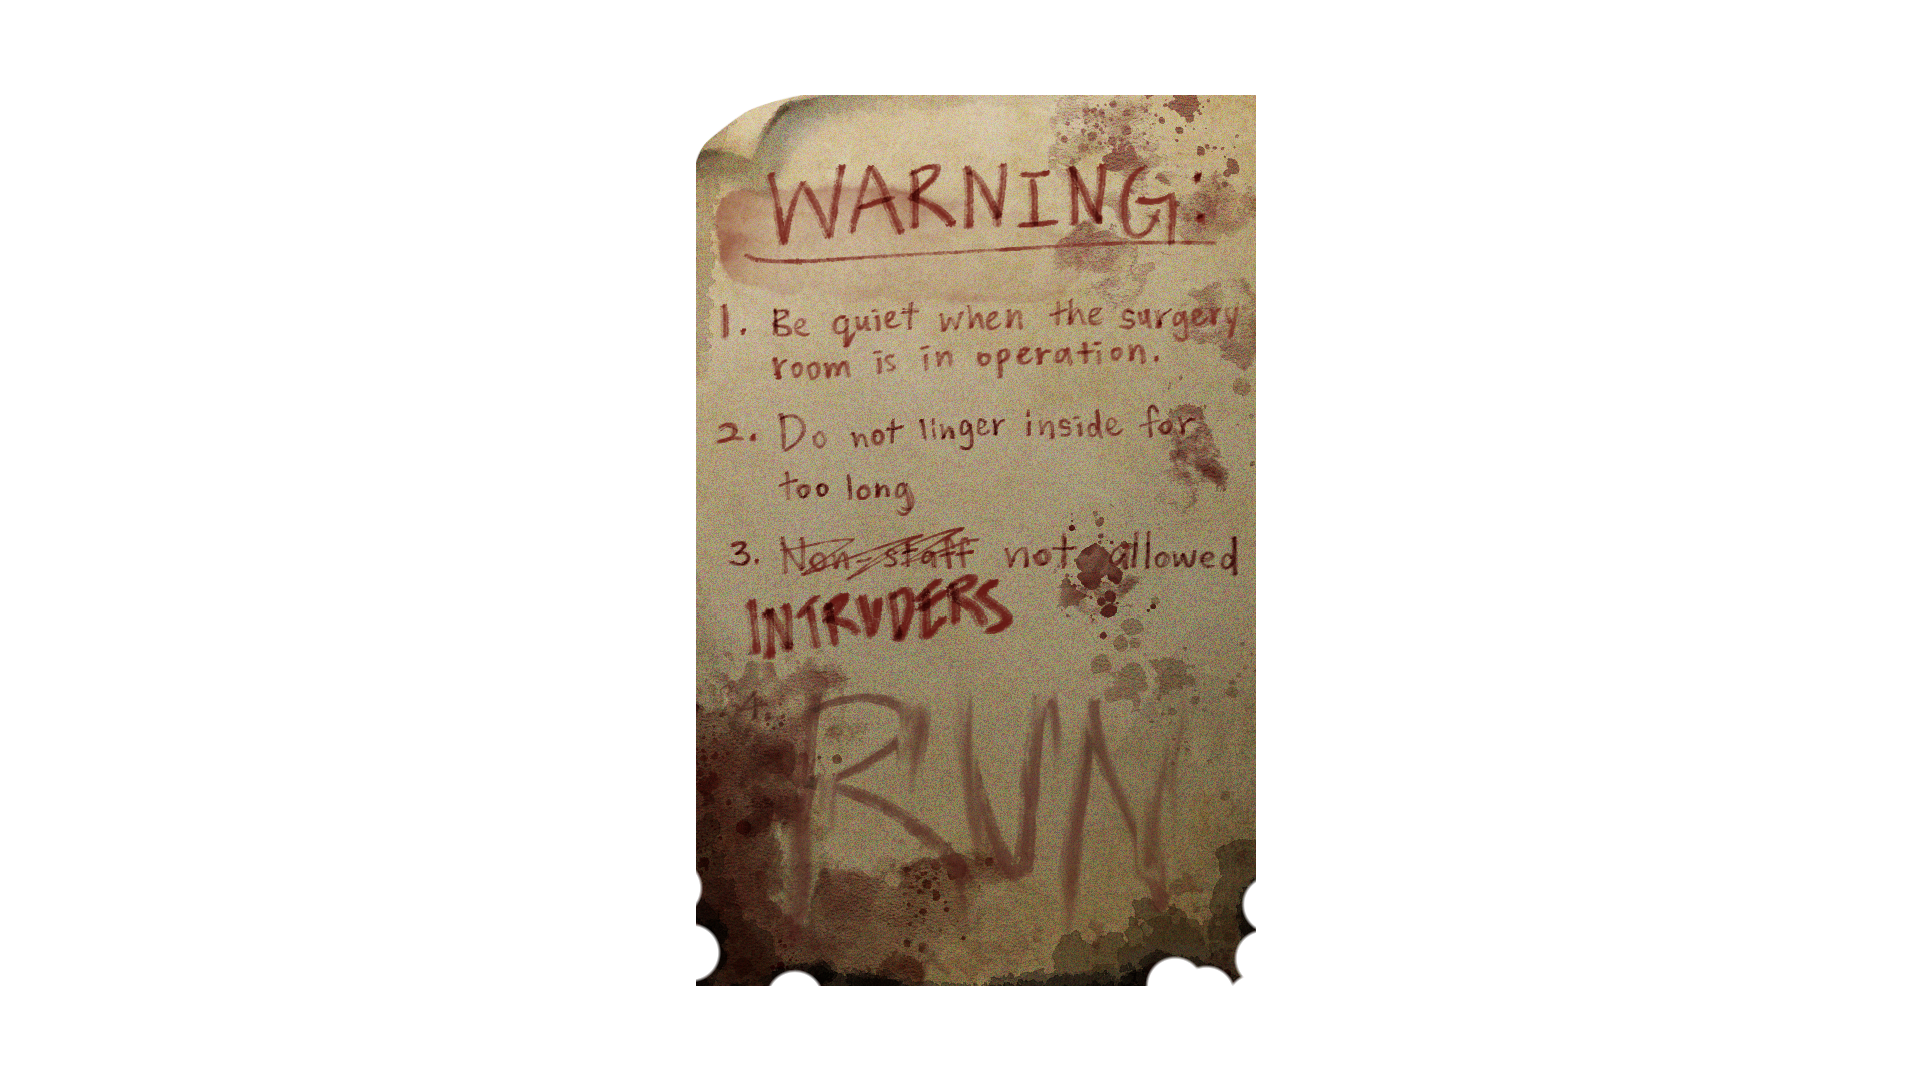 WARNING:
1. Be quiet when the surgery
room is in operation.
2. Do not linger inside for
too long
3. Non-staff not allowed
INTRUDERS
4.
RUN